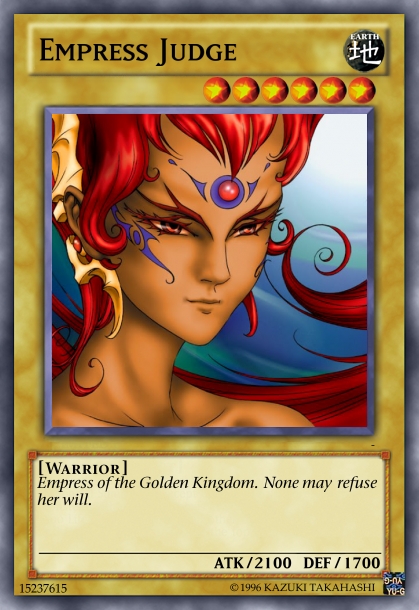 Empress Judge
EARTH
地
-
[Warrior]
Empress of the Golden Kingdom. None may refuse
her will.
ATK/2100 DEF/1700
15237615
©1996 KAZUKI TAKAHASHI
YU-G